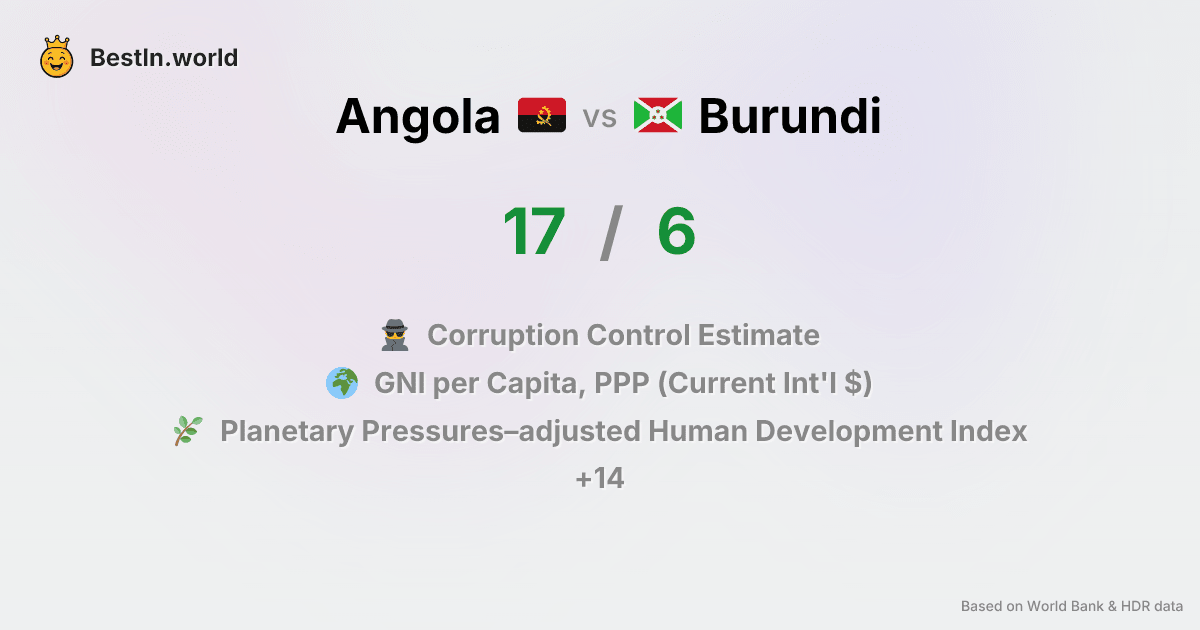 BestIn.world
Angola vs Burundi
17 / 6
Corruption Control Estimate
GNI per Capita, PPP (Current Int'l $)
Planetary Pressures–adjusted Human Development Index
+14
Based on World Bank & HDR data